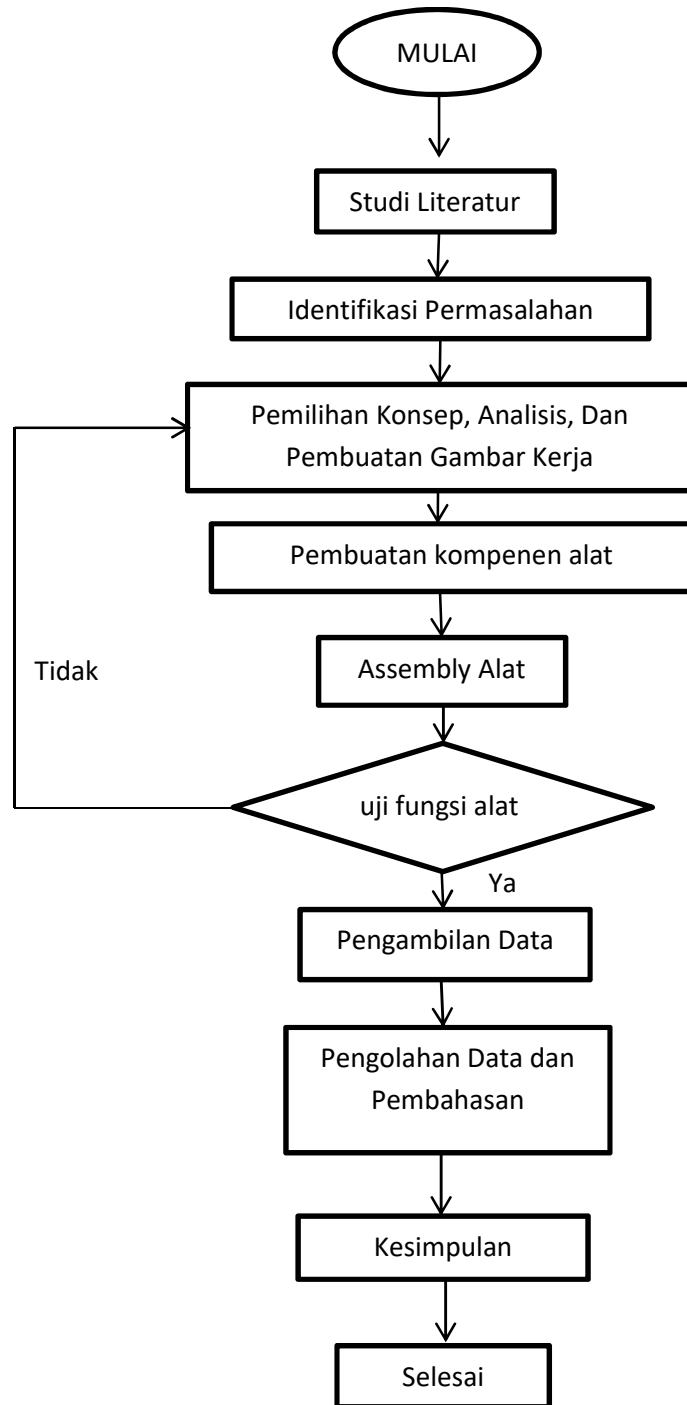 MULAI
Studi Literatur
Identifikasi Permasalahan
Pemilihan Konsep, Analisis, Dan
Pembuatan Gambar Kerja
Pembuatan kompenen alat
Tidak
Assembly Alat
uji fungsi alat
Ya
Pengambilan Data
Pengolahan Data dan
Pembahasan
Kesimpulan
Selesai